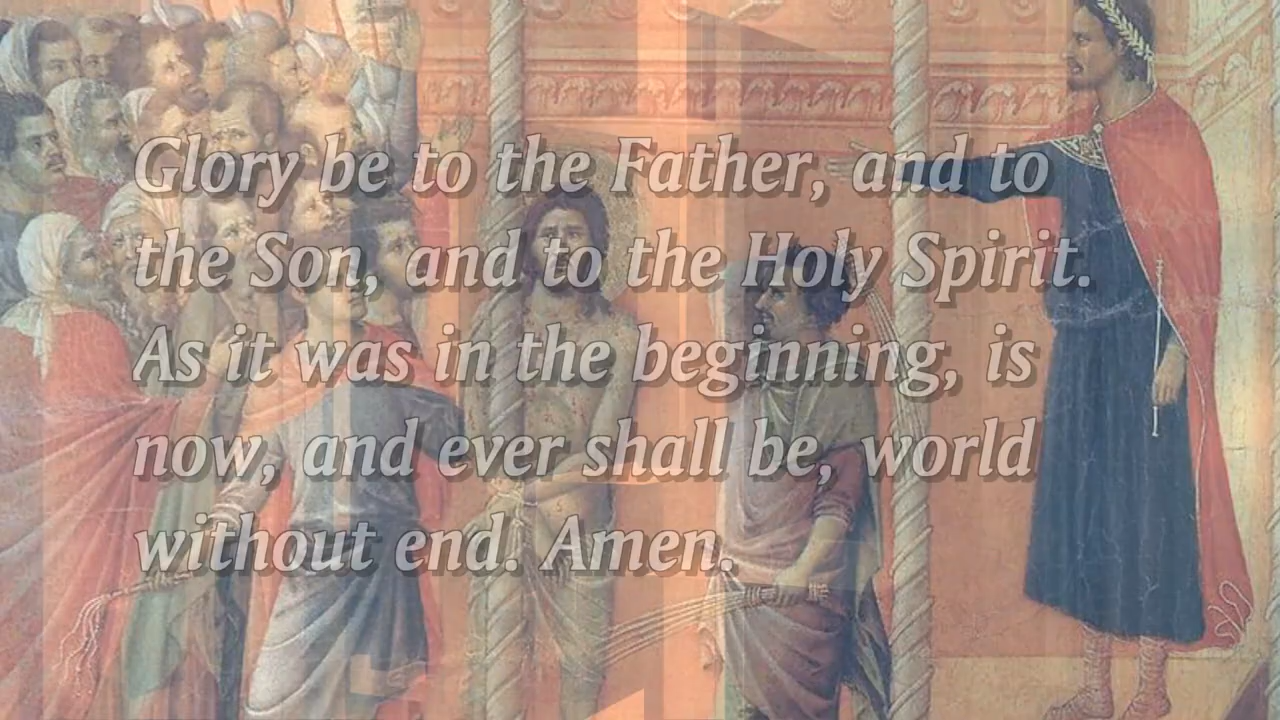 Glory be to the Father, and to
the Son, and to the Holy Spirit.
As it was in the beginning, is
now, and ever shall be, world
without end. Amen.